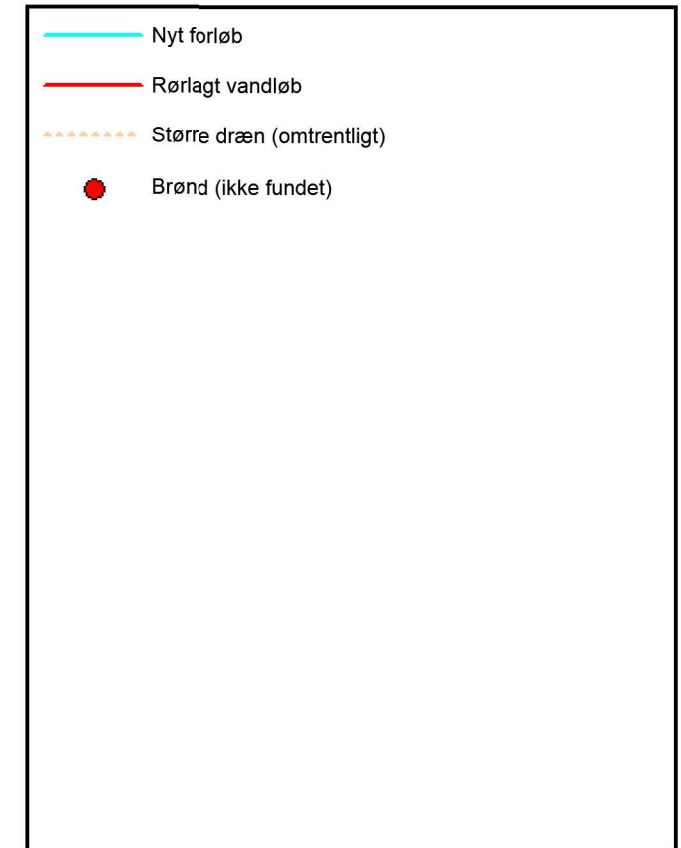 Nyt forløb
Rørlagt vandløb
Større dræn (omtrentligt)
Brønd (ikke fundet)